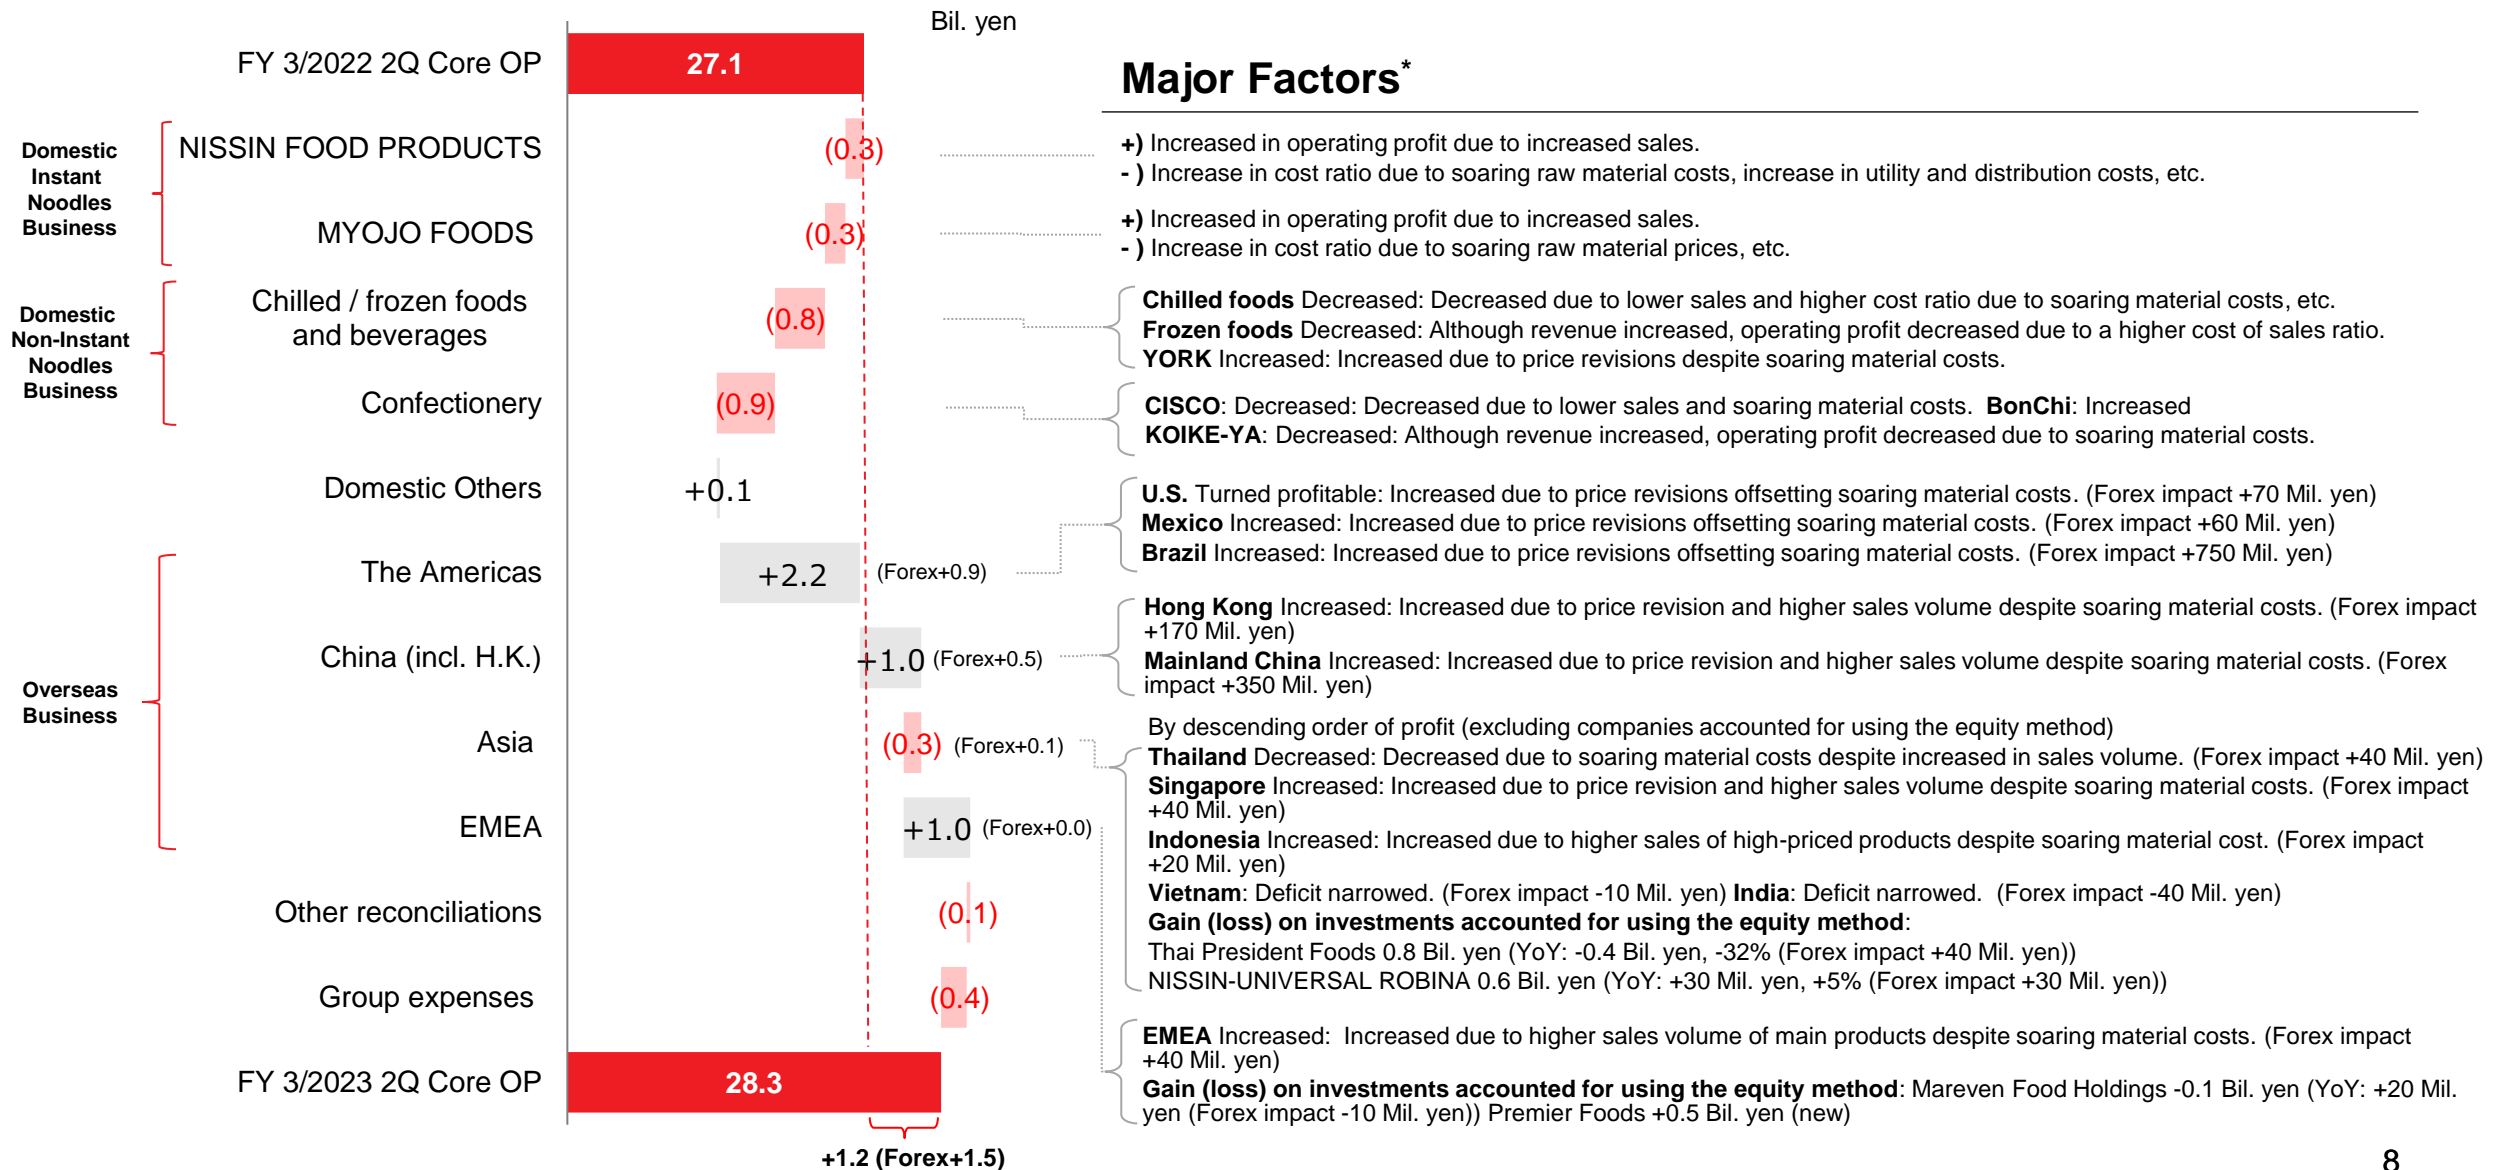 Bil. yen
FY 3/2022 2Q Core OP
27.1
Major Factors*
Domestic
Instant
Noodles
Business
NISSIN FOOD PRODUCTS
(0.3)
+) Increased in operating profit due to increased sales.
- ) Increase in cost ratio due to soaring raw material costs, increase in utility and distribution costs, etc.
MYOJO FOODS
(0.3)
+) Increased in operating profit due to increased sales.
- ) Increase in cost ratio due to soaring raw material prices, etc.
Domestic
Non-Instant
Noodles
Business
Chilled / frozen foods
and beverages
(0.8)
Chilled foods Decreased: Decreased due to lower sales and higher cost ratio due to soaring material costs, etc.
Frozen foods Decreased: Although revenue increased, operating profit decreased due to a higher cost of sales ratio.
YORK Increased: Increased due to price revisions despite soaring material costs.
Confectionery
(0.9)
CISCO: Decreased: Decreased due to lower sales and soaring material costs. BonChi: Increased
KOIKE-YA: Decreased: Although revenue increased, operating profit decreased due to soaring material costs.
Domestic Others
+0.1
Overseas
Business
The Americas
+2.2
(Forex+0.9)
U.S. Turned profitable: Increased due to price revisions offsetting soaring material costs. (Forex impact +70 Mil. yen)
Mexico Increased: Increased due to price revisions offsetting soaring material costs. (Forex impact +60 Mil. yen)
Brazil Increased: Increased due to price revisions offsetting soaring material costs. (Forex impact +750 Mil. yen)
China (incl. H.K.)
+1.0
(Forex+0.5)
Hong Kong Increased: Increased due to price revision and higher sales volume despite soaring material costs. (Forex impact
+170 Mil. yen)
Mainland China Increased: Increased due to price revision and higher sales volume despite soaring material costs. (Forex
impact +350 Mil. yen)
Asia
(0.3)
(Forex+0.1)
By descending order of profit (excluding companies accounted for using the equity method)
Thailand Decreased: Decreased due to soaring material costs despite increased in sales volume. (Forex impact +40 Mil. yen)
Singapore Increased: Increased due to price revision and higher sales volume despite soaring material costs. (Forex impact
+40 Mil. yen)
Indonesia Increased: Increased due to higher sales of high-priced products despite soaring material cost. (Forex impact
+20 Mil. yen)
Vietnam: Deficit narrowed. (Forex impact -10 Mil. yen) India: Deficit narrowed. (Forex impact -40 Mil. yen)
Gain (loss) on investments accounted for using the equity method:
Thai President Foods 0.8 Bil. yen (YoY: -0.4 Bil. yen, -32% (Forex impact +40 Mil. yen))
NISSIN-UNIVERSAL ROBINA 0.6 Bil. yen (YoY: +30 Mil. yen, +5% (Forex impact +30 Mil. yen))
EMEA
+1.0
(Forex+0.0)
Other reconciliations
(0.1)
Group expenses
(0.4)
EMEA Increased: Increased due to higher sales volume of main products despite soaring material costs. (Forex impact
+40 Mil. yen)
Gain (loss) on investments accounted for using the equity method: Mareven Food Holdings -0.1 Bil. yen (YoY: +20 Mil.
yen (Forex impact -10 Mil. yen)) Premier Foods +0.5 Bil. yen (new)
FY 3/2023 2Q Core OP
28.3
+1.2 (Forex+1.5)
8